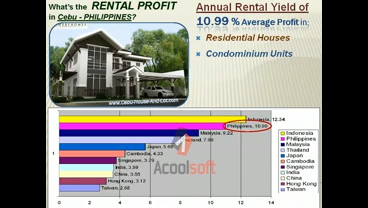 What's the RENTAL PROFIT
in Cebu - PHILIPPINES?
www.Cebu-House-And-Lot.com
Annual Rental Yield of
10.99 % Average Profit in;
Residential Houses
Condominium Units
Indonesia, 12.34
Philippines, 10.99
Malaysia, 9.22
Thailand, 7.88
Japan, 5.69
Cambodia, 4.33
Singapore, 3.79
India, 3.59
China, 3.55
Hong Kong, 3.12
Taiwan, 2.68
0 2 4 6 8 10 12 14
Indonesia
Philippines
Malaysia
Thailand
Japan
Cambodia
Singapore
India
China
Hong Kong
Taiwan
Acoolsoft